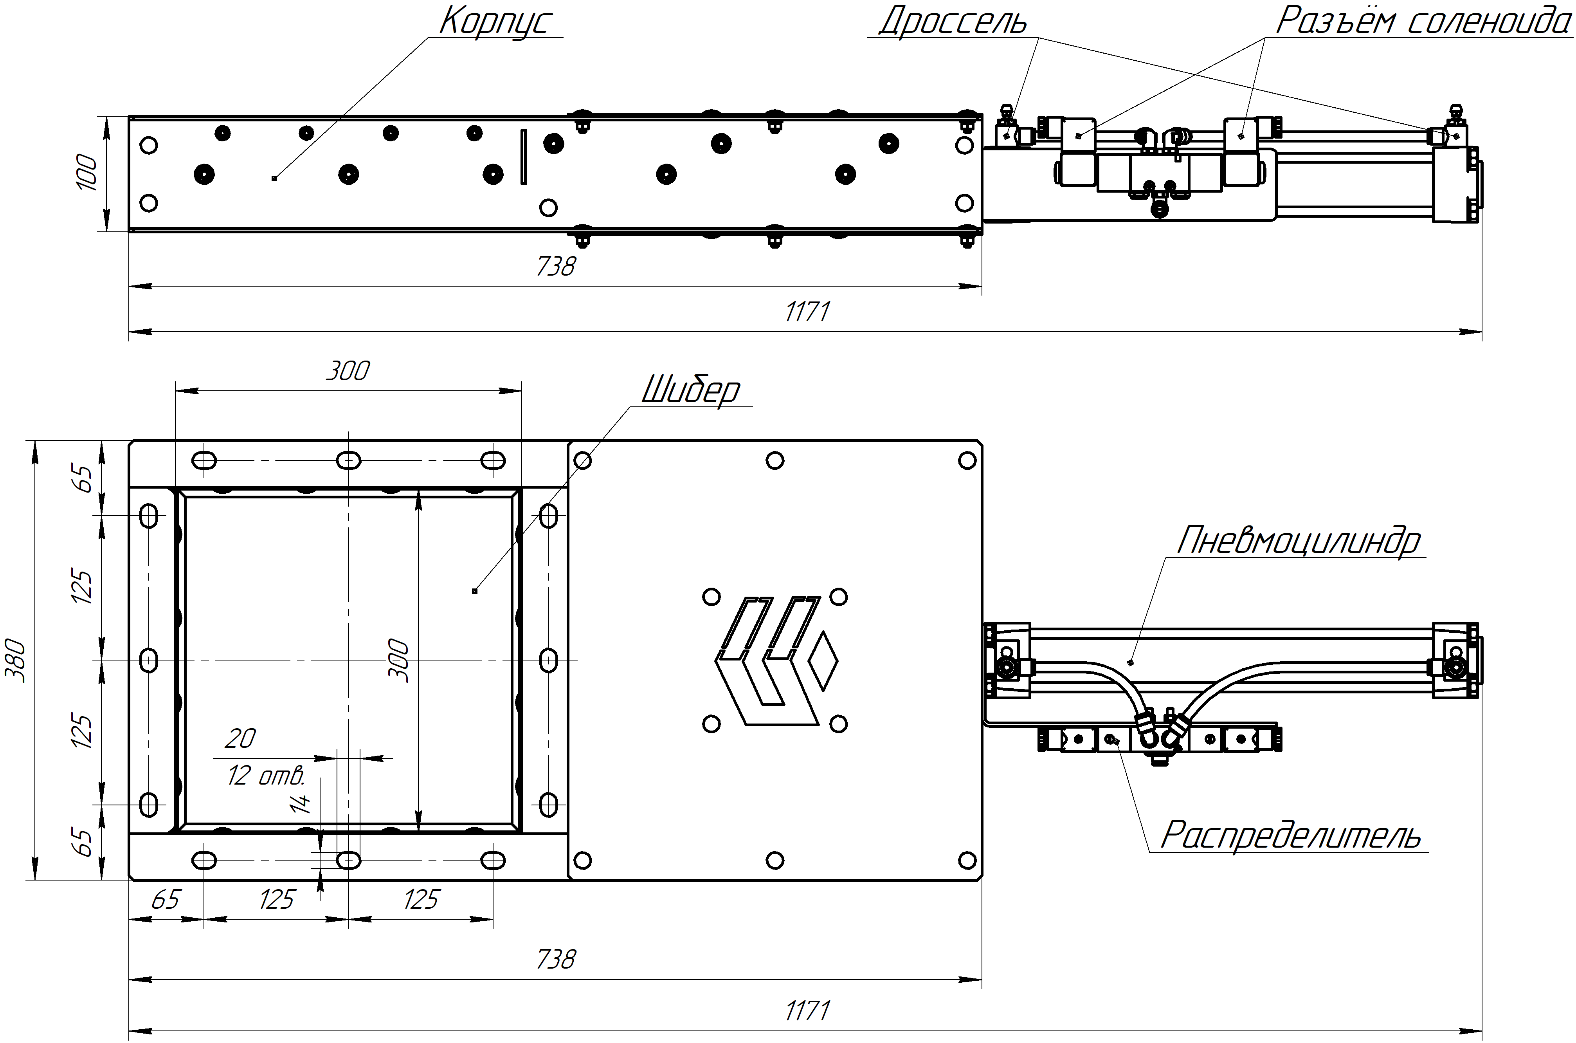 Корпус
Дроссель
Разъём соленоида
100
738
1171
300
Шибер
65
125
380
300
Пневмоцилиндр
125
20
12 отв.
14
65
Распределитель
65
125
125
738
1171